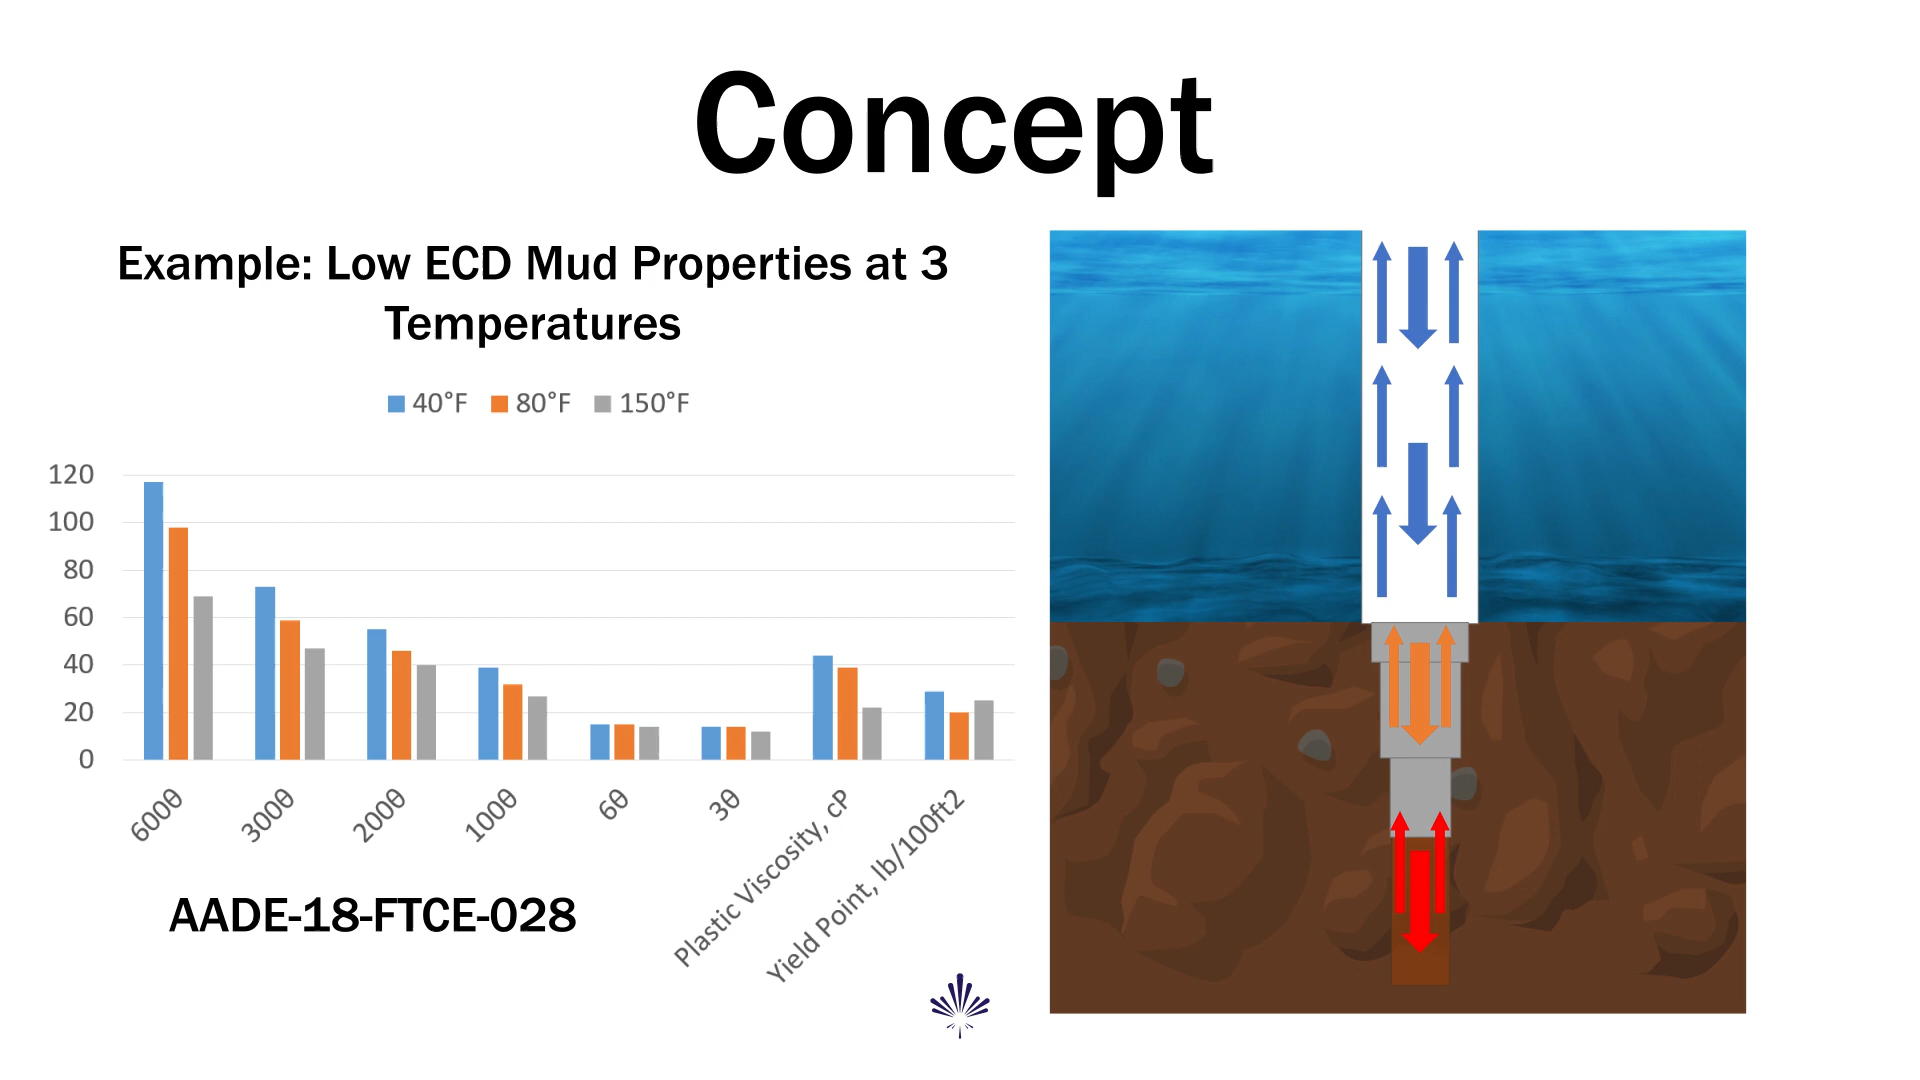 Concept
Example: Low ECD Mud Properties at 3
Temperatures
40°F 80°F 150°F
120
100
80
60
40
20
0
600θ
300θ
200θ
100θ
6θ
3θ
Plastic Viscosity, cP
Yield Point, lb/100ft2
AADE-18-FTCE-028